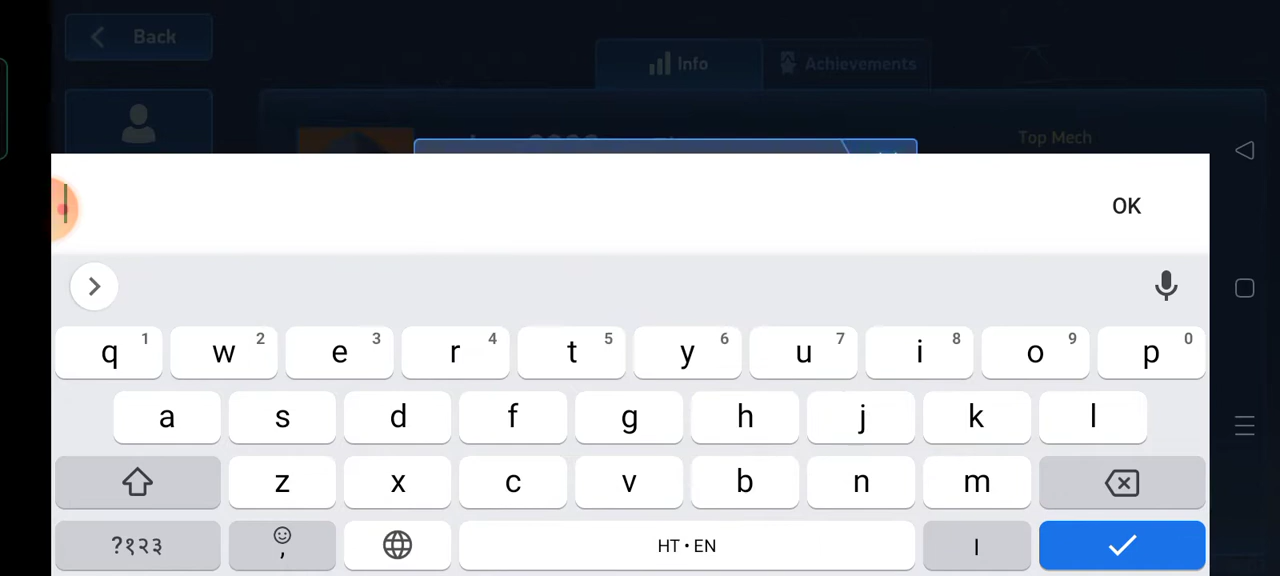 Back
Info
Achievements
Top Mech
OK
q 1 w 2 e 3 r 4 t 5 y 6 u 7 i 8 o 9 p 0
a s d f g h j k l
z x c v b n m
?१२३ , HT • EN ।